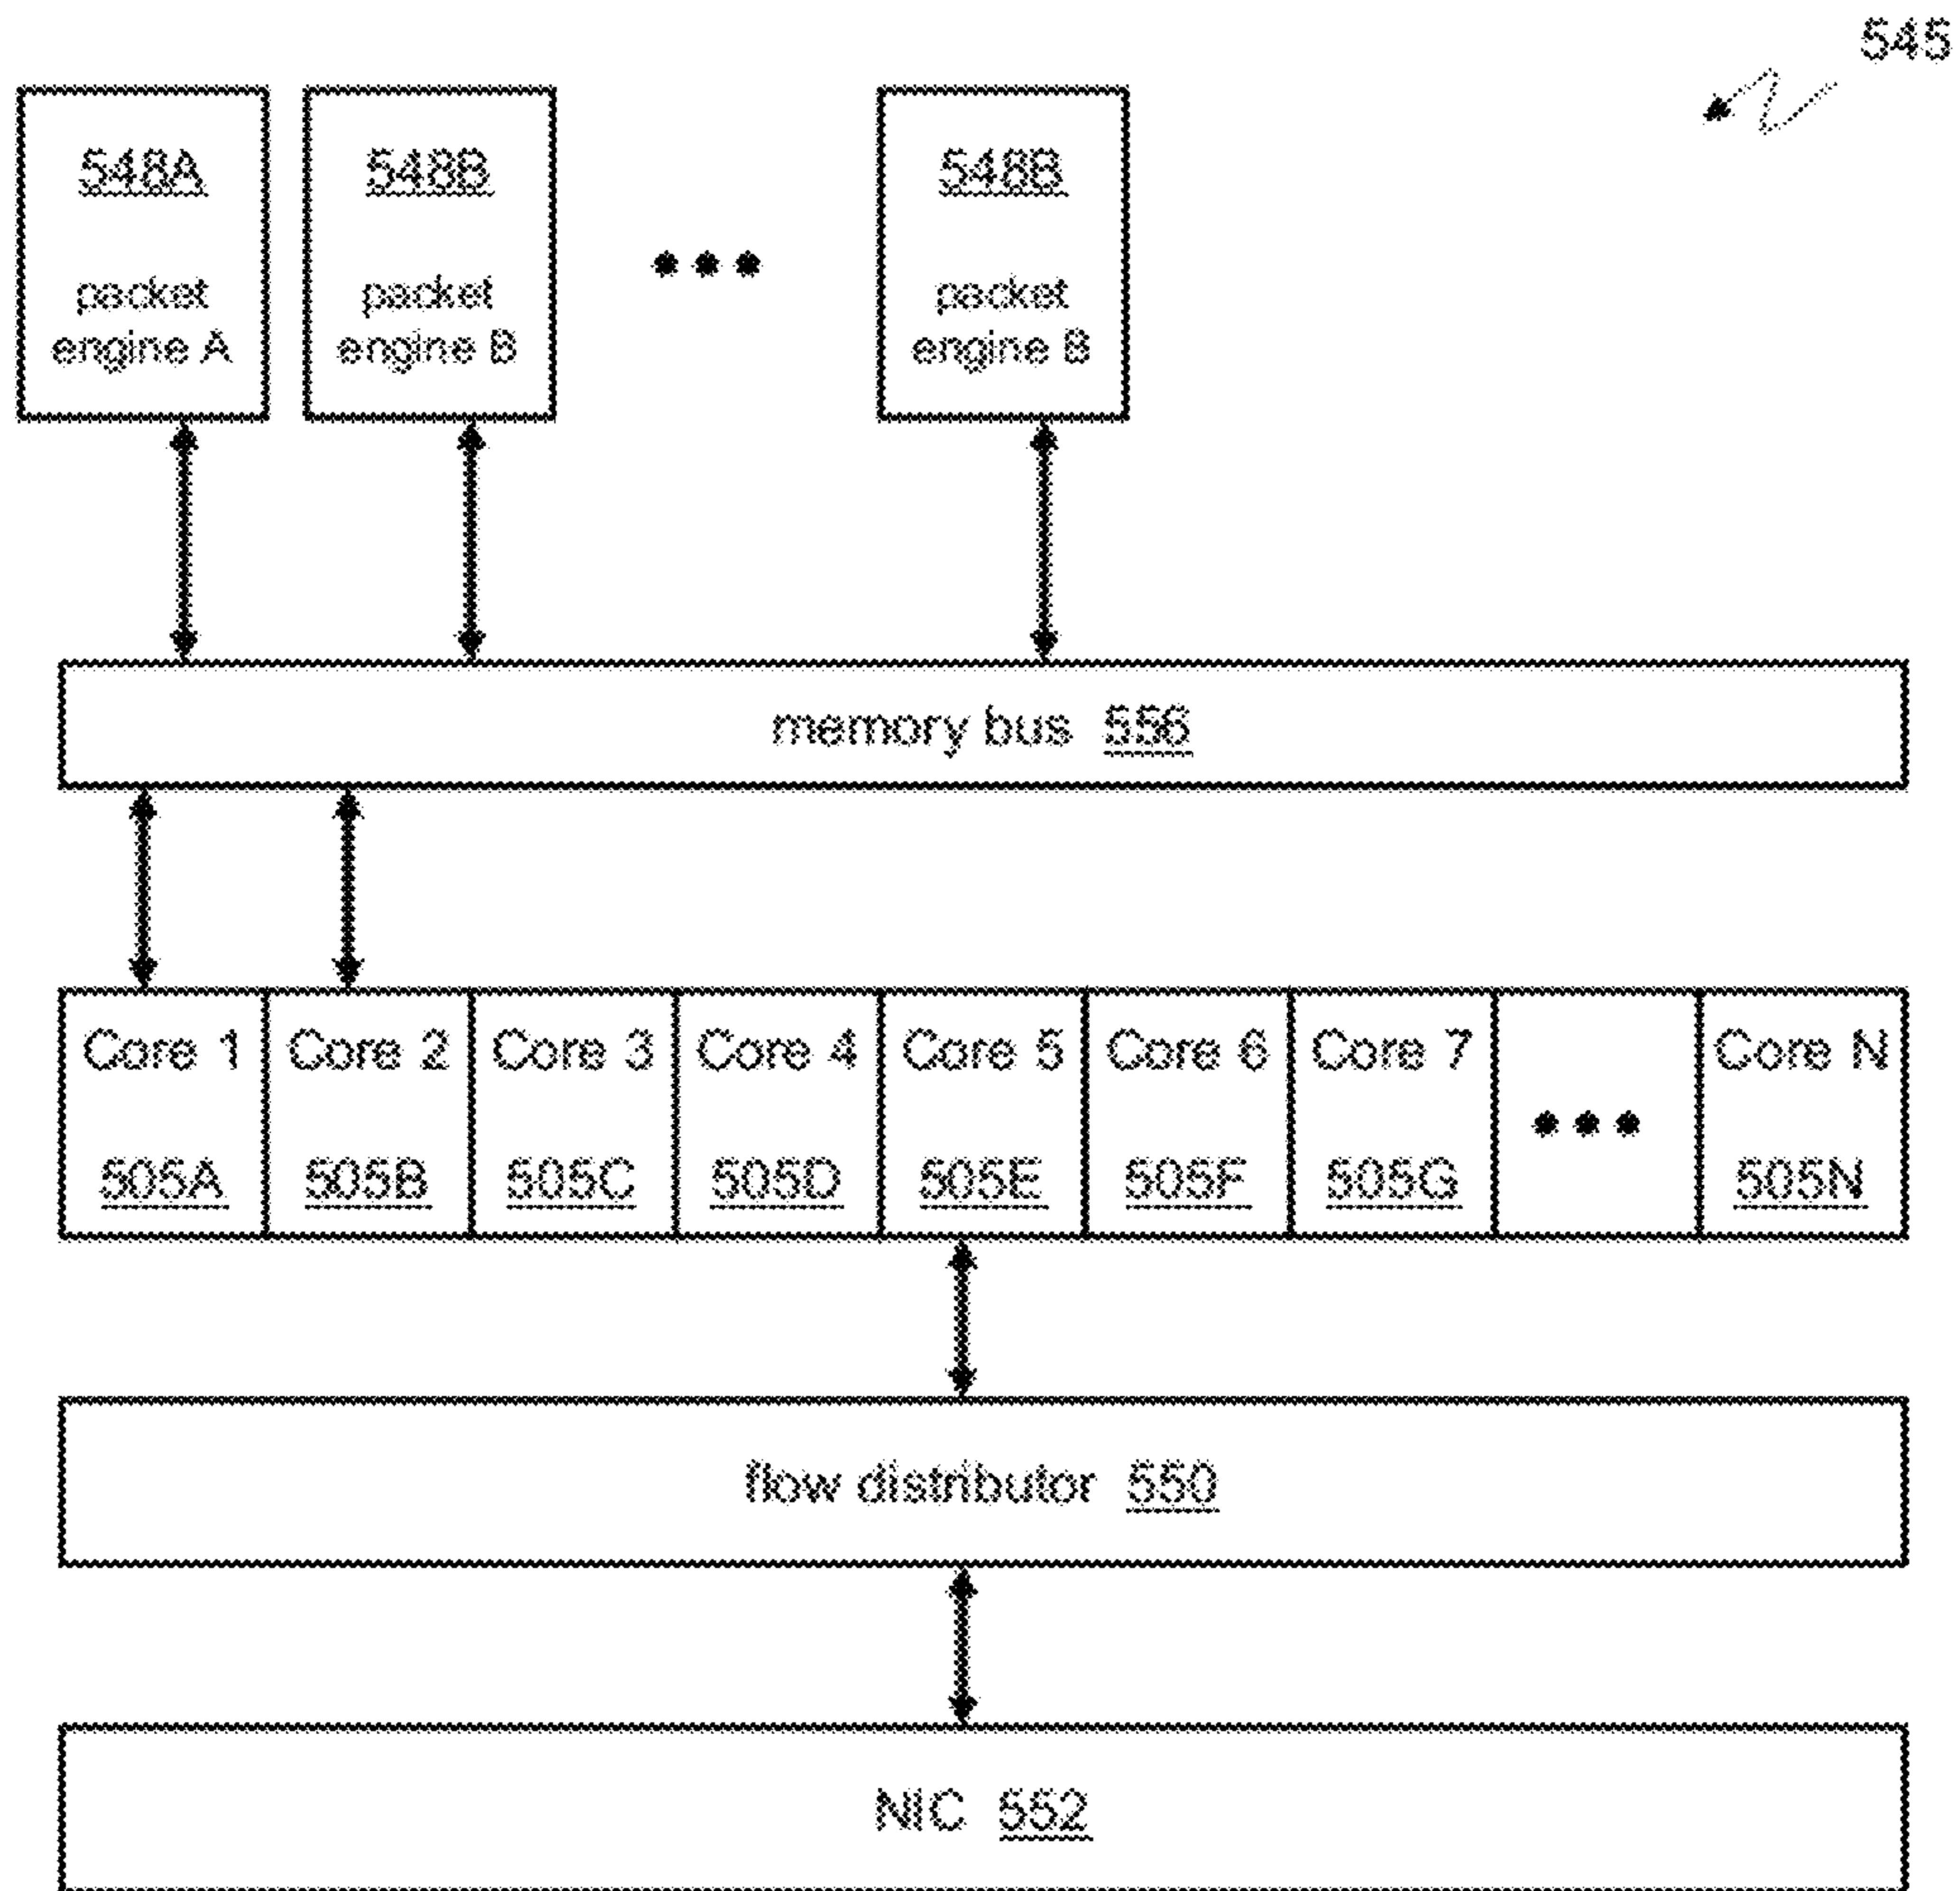 545
548A
packet
engine A
548B
packet
engine B
548B
packet
engine B
memory bus 556
Core 1
505A
Core 2
505B
Core 3
505C
Core 4
505D
Core 5
505E
Core 6
505F
Core 7
505G
Core N
505N
flow distributor 550
NIC 552